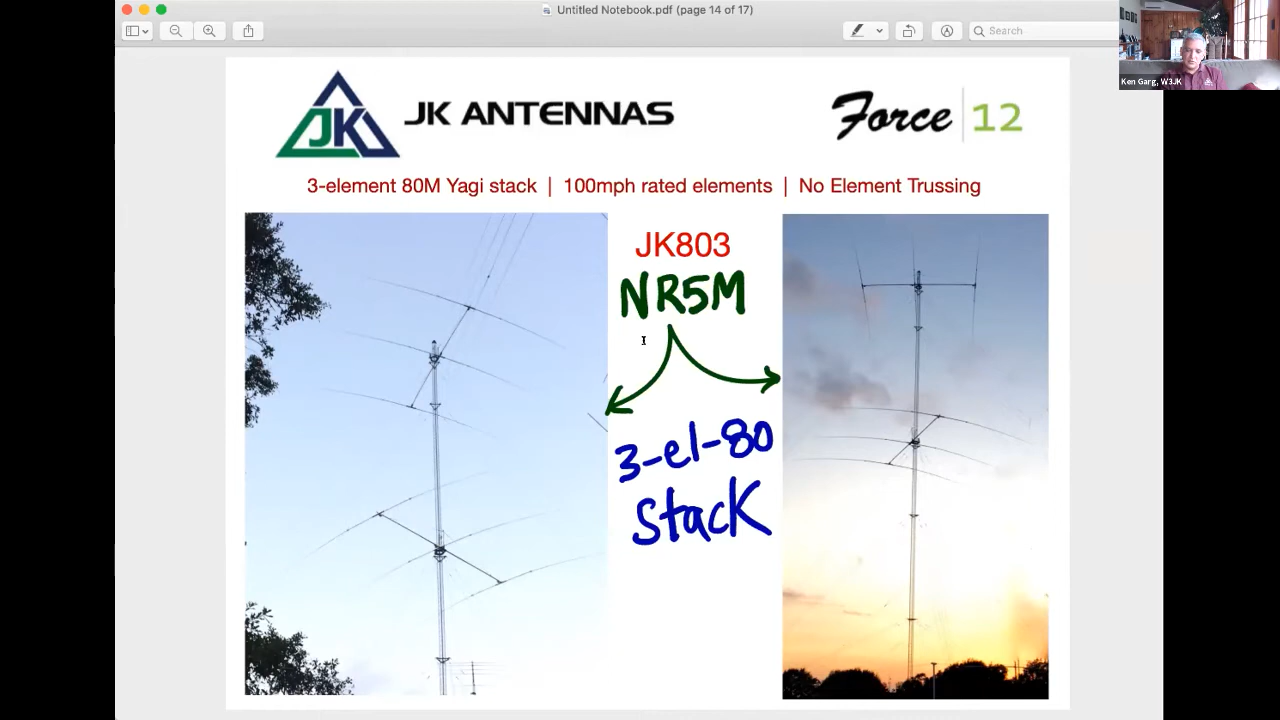 Untitled Notebook.pdf (page 14 of 17)
Search
Ken Garg, W3JK
JK JK ANTENNAS
Force 12
3-element 80M Yagi stack | 100mph rated elements | No Element Trussing
JK803
NR5M
3-el-80
Stack